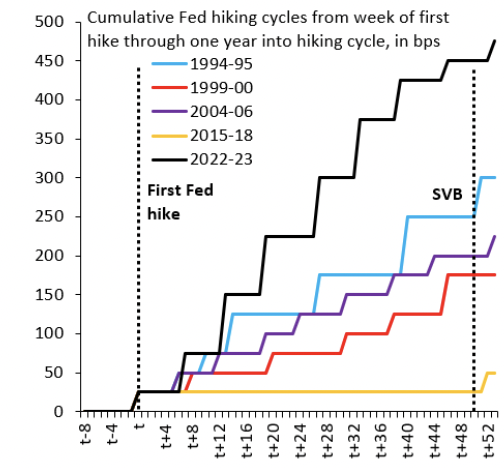 Cumulative Fed hiking cycles from week of first
hike through one year into hiking cycle, in bps
500
450
400
350
300
250
200
150
100
50
0
1994-95
1999-00
2004-06
2015-18
2022-23
First Fed
hike
SVB
t-8
t-4
t
t+4
t+8
t+12
t+16
t+20
t+24
t+28
t+32
t+36
t+40
t+44
t+48
t+52